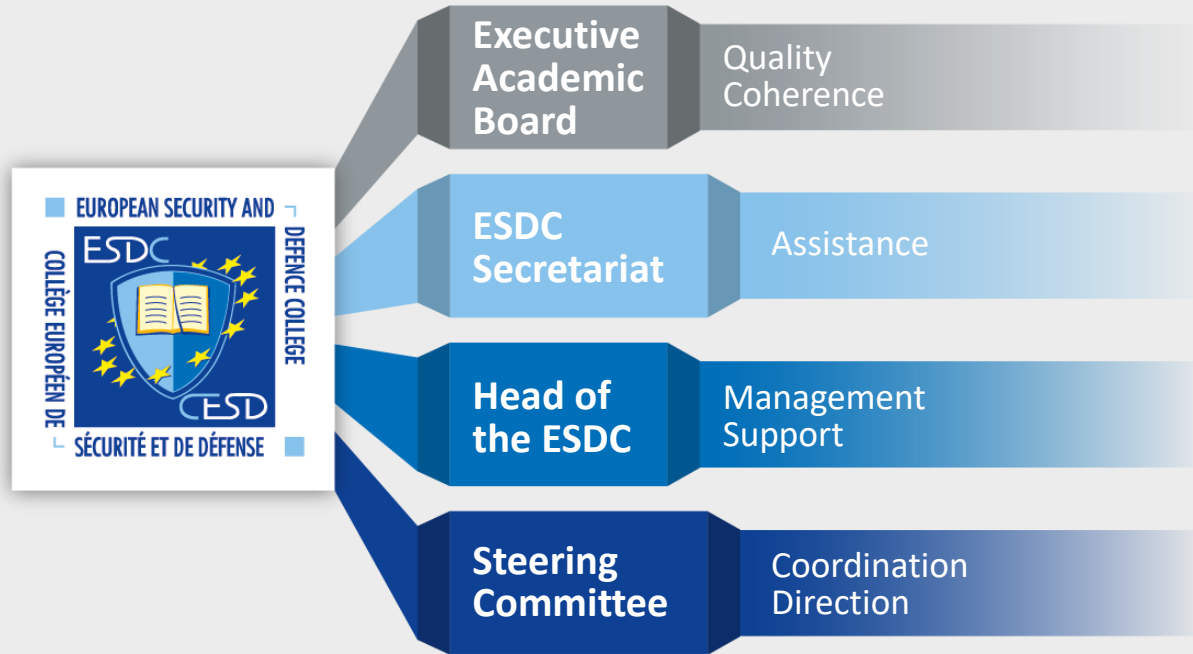 EUROPEAN SECURITY AND
DEFENCE COLLEGE
COLLÈGE EUROPÉEN DE
SÉCURITÉ ET DE DÉFENSE
ESDC
CESD
Executive
Academic
Board
Quality
Coherence
ESDC
Secretariat
Assistance
Head of
the ESDC
Management
Support
Steering
Committee
Coordination
Direction